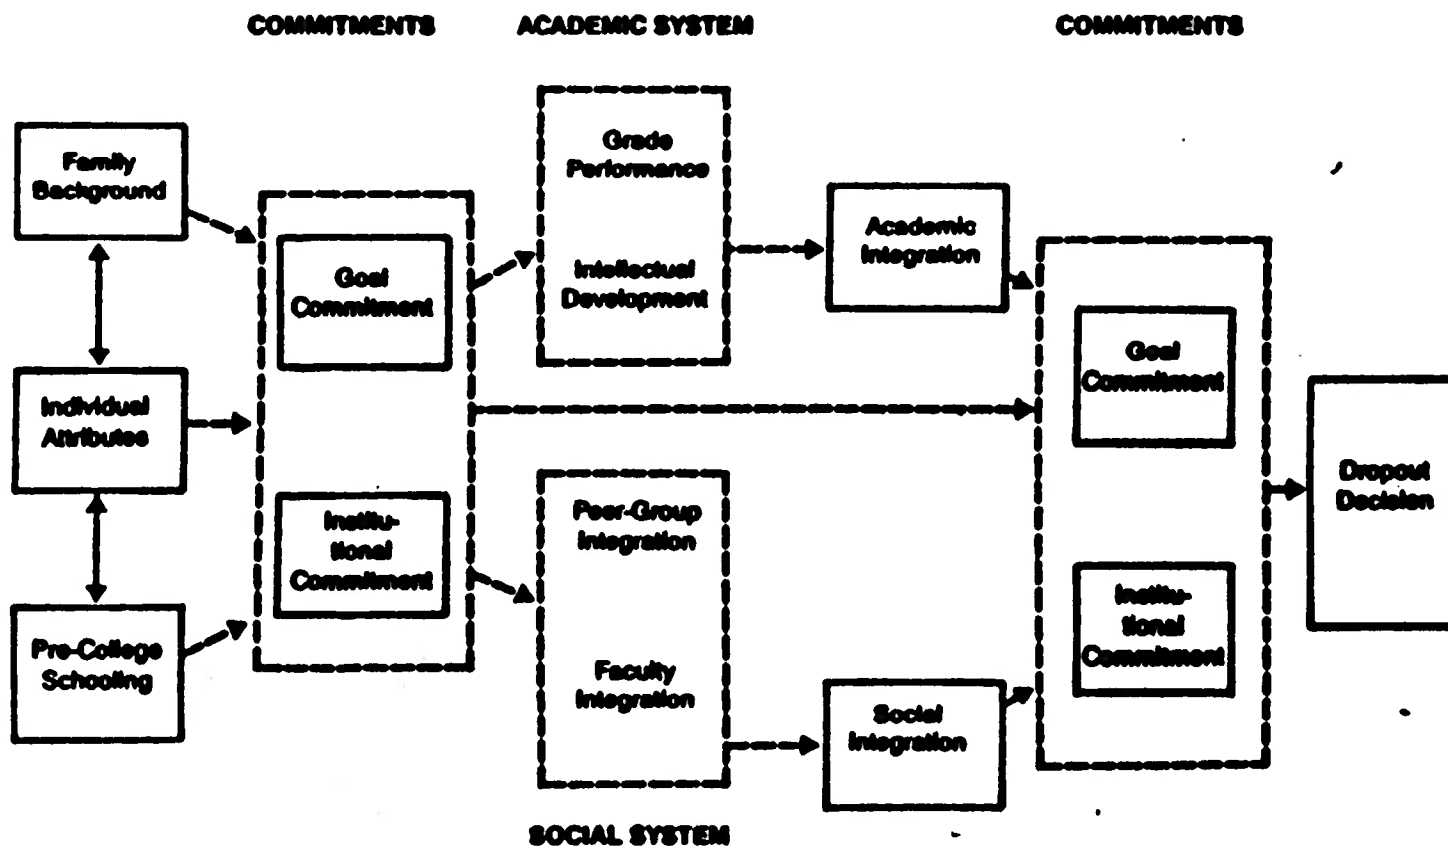 COMMITMENTS
ACADEMIC SYSTEM
COMMITMENTS
Family
Background
Individual
Attributes
Pre-College
Schooling
Goal
Commitment
Institu-
tional
Commitment
Grade
Performance
Intellectual
Development
Peer-Group
Integration
Faculty
Integration
SOCIAL SYSTEM
Academic
Integration
Social
Integration
Goal
Commitment
Institu-
tional
Commitment
Dropout
Decision